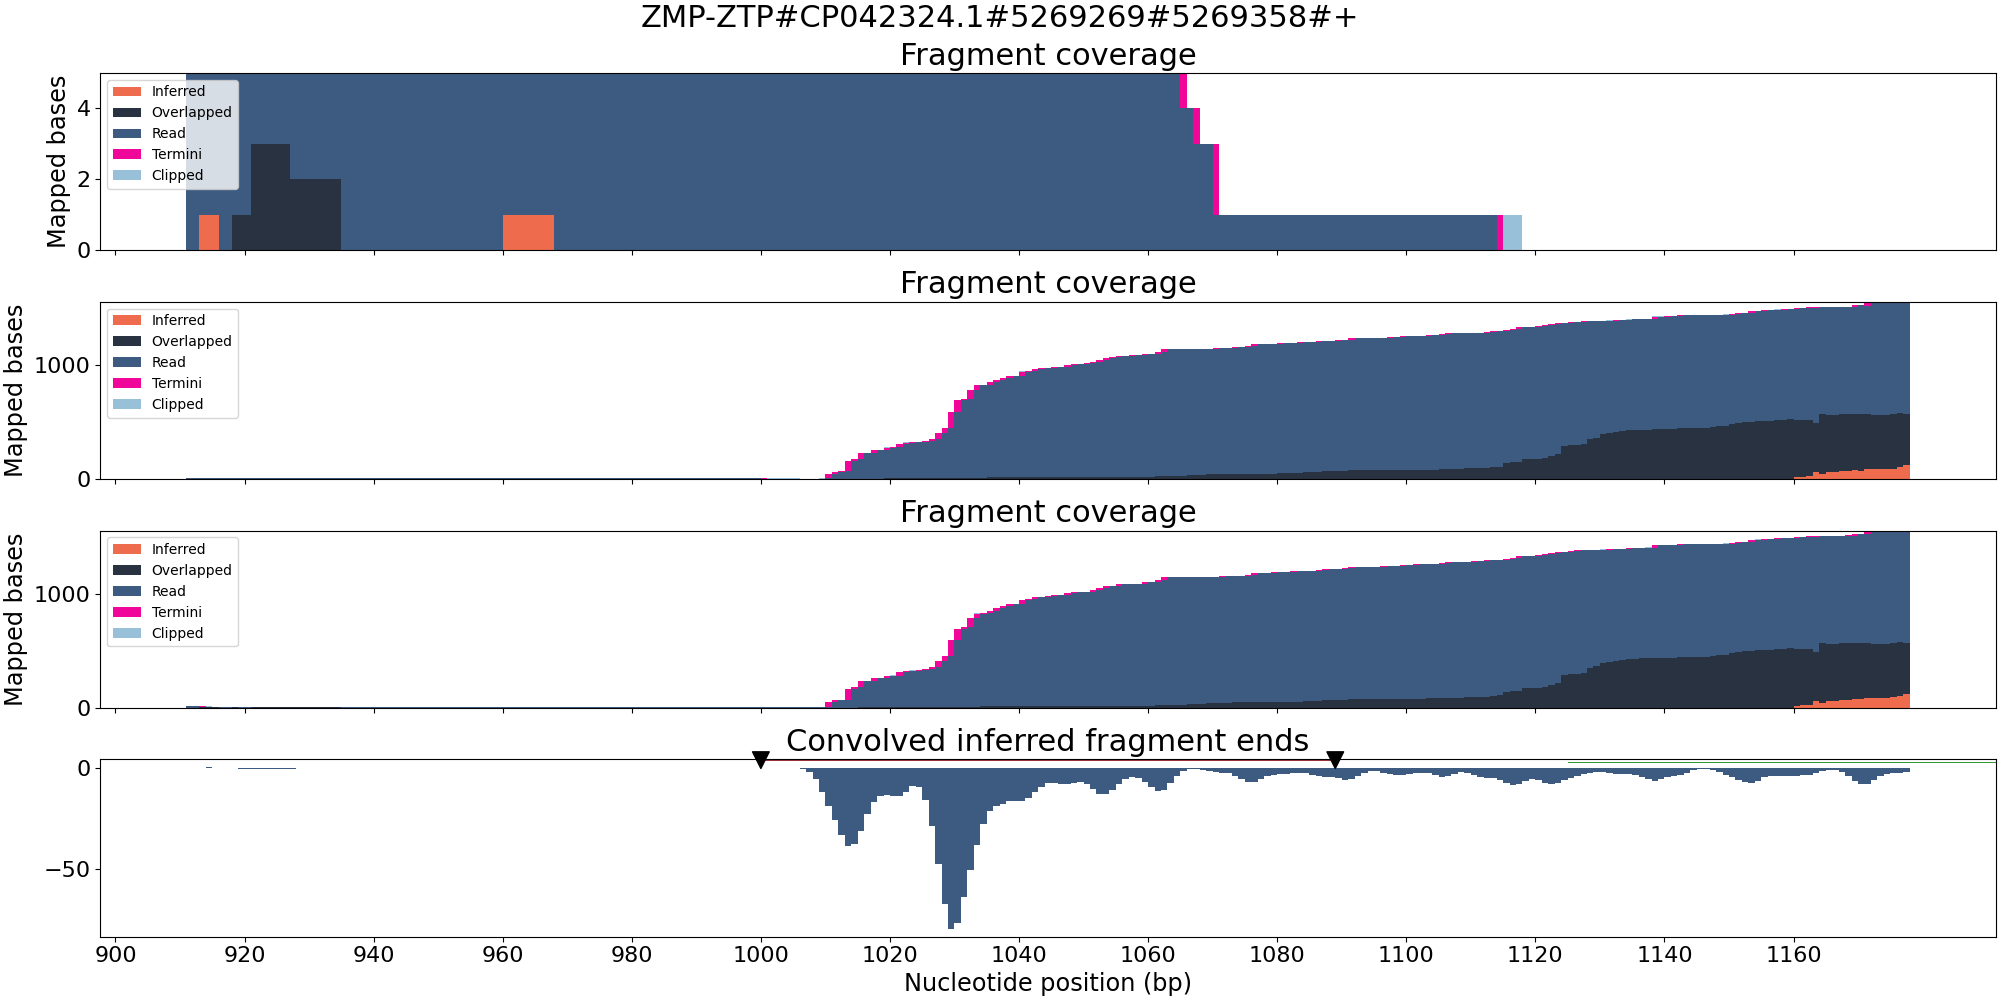 ZMP-ZTP#CP042324.1#5269269#5269358#+
Fragment coverage
Mapped bases
4
2
0
Inferred
Overlapped
Read
Termini
Clipped
Fragment coverage
Mapped bases
1000
0
Inferred
Overlapped
Read
Termini
Clipped
Fragment coverage
Mapped bases
1000
0
Inferred
Overlapped
Read
Termini
Clipped
Convolved inferred fragment ends
0
−50
900 920 940 960 980 1000 1020 1040 1060 1080 1100 1120 1140 1160
Nucleotide position (bp)